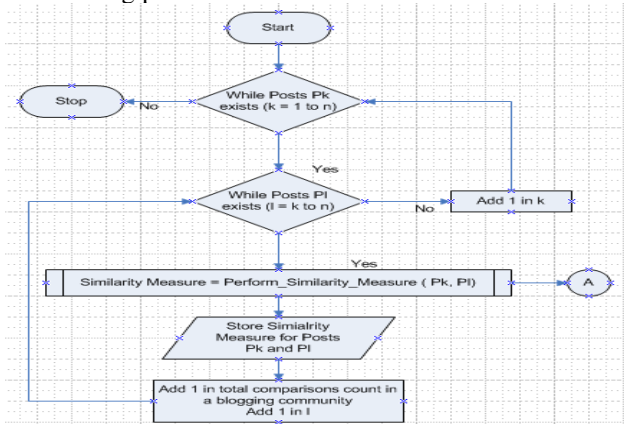 Start
While Posts Pk
exists (k = 1 to n)
Stop
No
Yes
While Posts Pl
exists (l = k to n)
No
Add 1 in k
Yes
Similarity Measure = Perform_Similarity_Measure ( Pk, Pl)
A
Store Simialrity
Measure for Posts
Pk and Pl
Add 1 in total comparisons count in
a blogging community
Add 1 in l